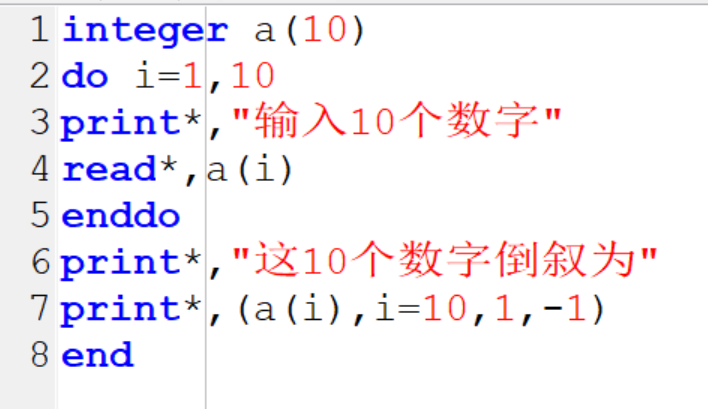 1 integer a(10)
2 do i=1,10
3 print*,"输入10个数字"
4 read*,a(i)
5 enddo
6 print*,"这10个数字倒叙为"
7 print*,(a(i),i=10,1,-1)
8 end